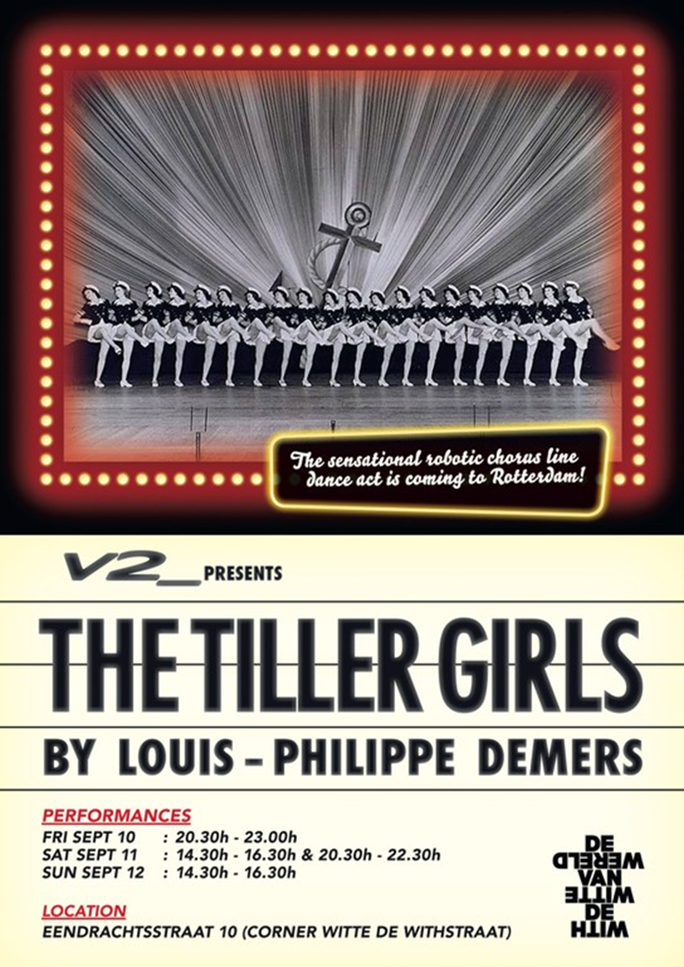 The sensational robotic chorus line
dance act is coming to Rotterdam!
V2_ PRESENTS
THE TILLER GIRLS
BY LOUIS – PHILIPPE DEMERS
PERFORMANCES
FRI SEPT 10 : 20.30h - 23.00h
SAT SEPT 11 : 14.30h - 16.30h & 20.30h - 22.30h
SUN SEPT 12 : 14.30h - 16.30h
LOCATION
EENDRACHTSSTRAAT 10 (CORNER WITTE DE WITHSTRAAT)
DE
WERELD
VAN
WITTE
DE
WITH